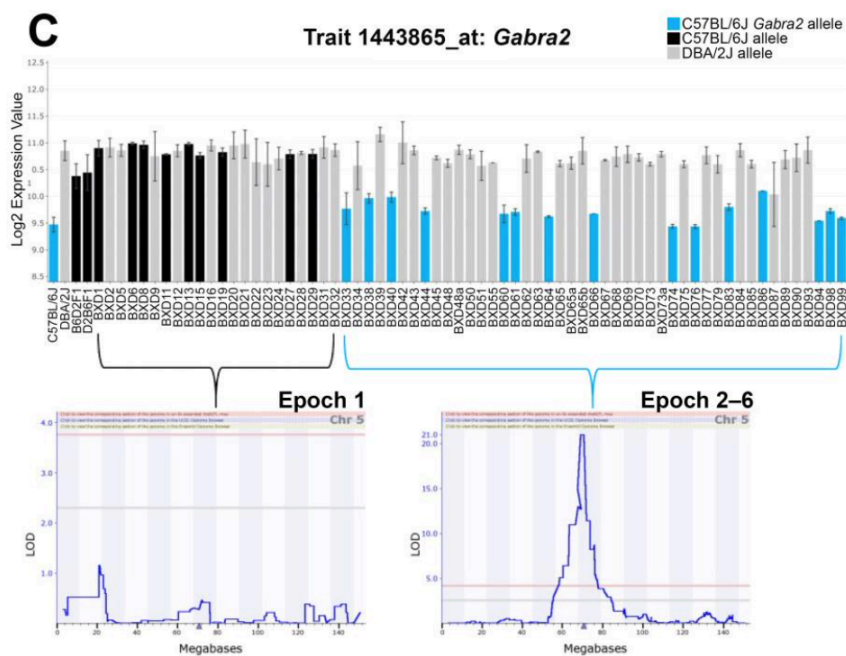 C
Trait 1443865_at: Gabra2
C57BL/6J Gabra2 allele
C57BL/6J allele
DBA/2J allele
Log2 Expression Value
12.5
12.0
11.5
11.0
10.5
10.0
9.5
9.0
8.5
C57BL/6J
DBA/2J
B6D2F1
D2B6F1
BXD1
BXD2
BXD5
BXD6
BXD8
BXD9
BXD11
BXD12
BXD13
BXD15
BXD16
BXD19
BXD20
BXD21
BXD22
BXD23
BXD24
BXD27
BXD28
BXD29
BXD31
BXD32
BXD33
BXD34
BXD38
BXD39
BXD40
BXD42
BXD43
BXD44
BXD45
BXD48
BXD48a
BXD50
BXD51
BXD55
BXD60
BXD61
BXD62
BXD63
BXD64
BXD65
BXD65a
BXD65b
BXD66
BXD67
BXD68
BXD69
BXD70
BXD73
BXD73a
BXD74
BXD75
BXD76
BXD77
BXD79
BXD83
BXD84
BXD85
BXD86
BXD87
BXD89
BXD90
BXD93
BXD94
BXD98
BXD99
Epoch 1
Chr 5
LOD
4.0
3.0
2.0
1.0
0
20
40
60
80
100
120
140
Megabases
Epoch 2–6
Chr 5
LOD
21.0
20.0
15.0
10.0
5.0
0
20
40
60
80
100
120
140
Megabases